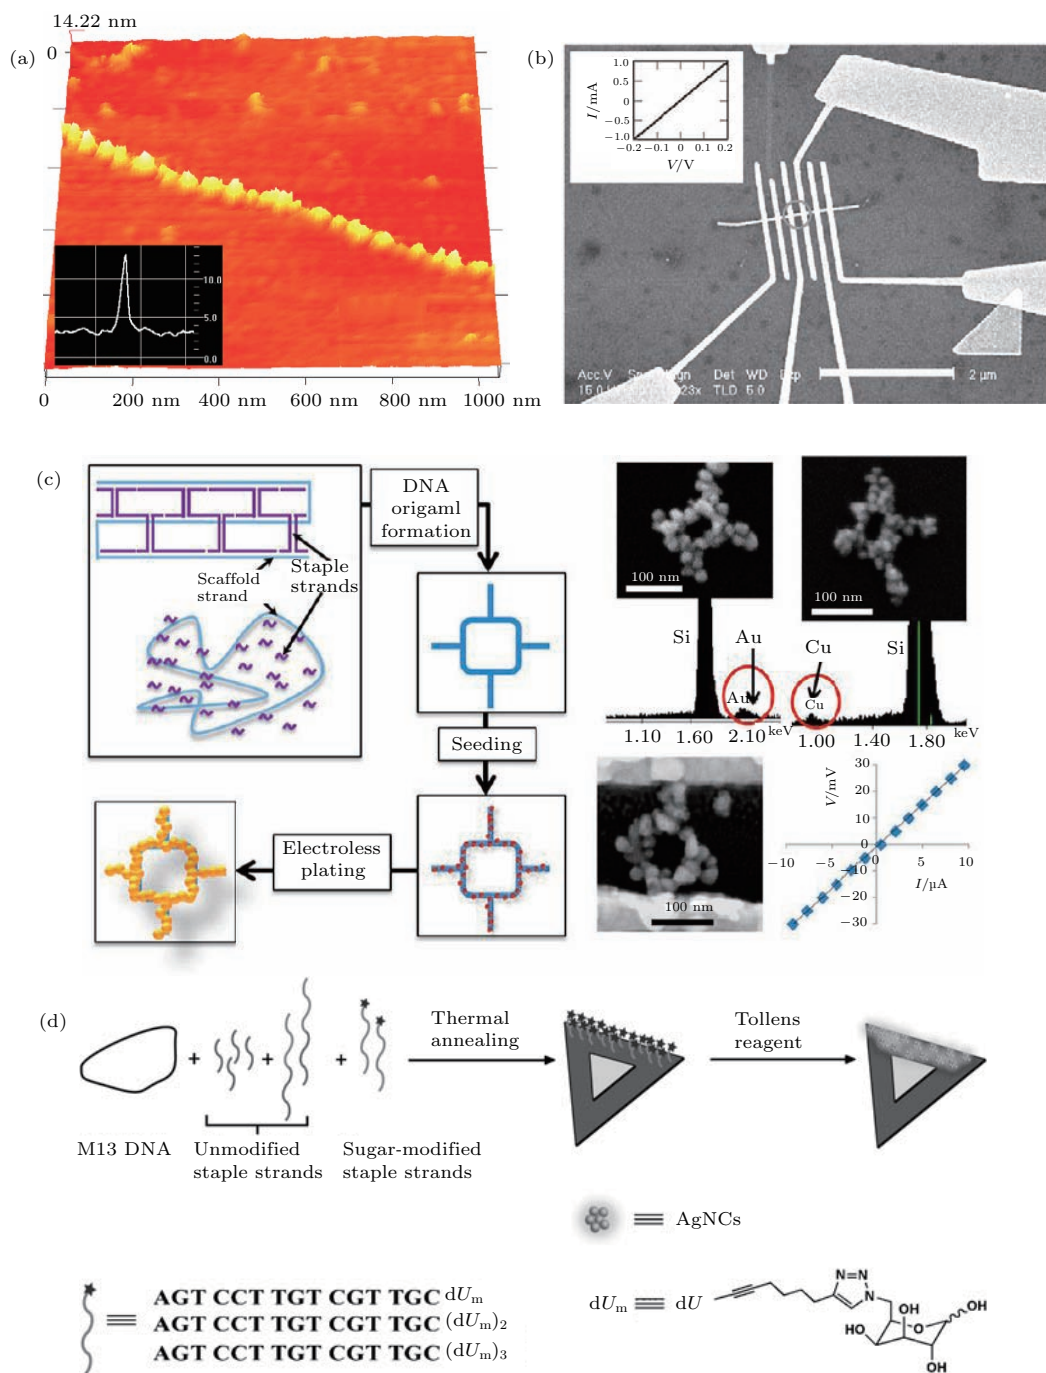 14.22 nm
(a)
0
10.0
5.0
0.0
0
200 nm
400 nm
600 nm
800 nm
1000 nm
(b)
I/mA
1.0
0.5
0
−0.5
−1.0
−0.2
−0.1
0
0.1
0.2
V/V
Acc.V
Det WD
2 μm
TLD 5.0
(c)
Scaffold
strand
Staple
strands
DNA
origaml
formation
Seeding
Electroless
plating
100 nm
100 nm
Si
Au
Au
1.10
1.60
2.10
keV
Cu
Cu
Si
1.00
1.40
1.80
keV
100 nm
V/mV
30
20
10
0
−10
−20
−30
−10
−5
0
5
10
I/μA
(d)
M13 DNA
+
+
+
Unmodified
staple strands
Sugar-modified
staple strands
Thermal
annealing
Tollens
reagent
AgNCs
AGT CCT TGT CGT TGC dUm
AGT CCT TGT CGT TGC (dUm)2
AGT CCT TGT CGT TGC (dUm)3
dUm
dU
N=N
N
OH
O
OH
HO
OH